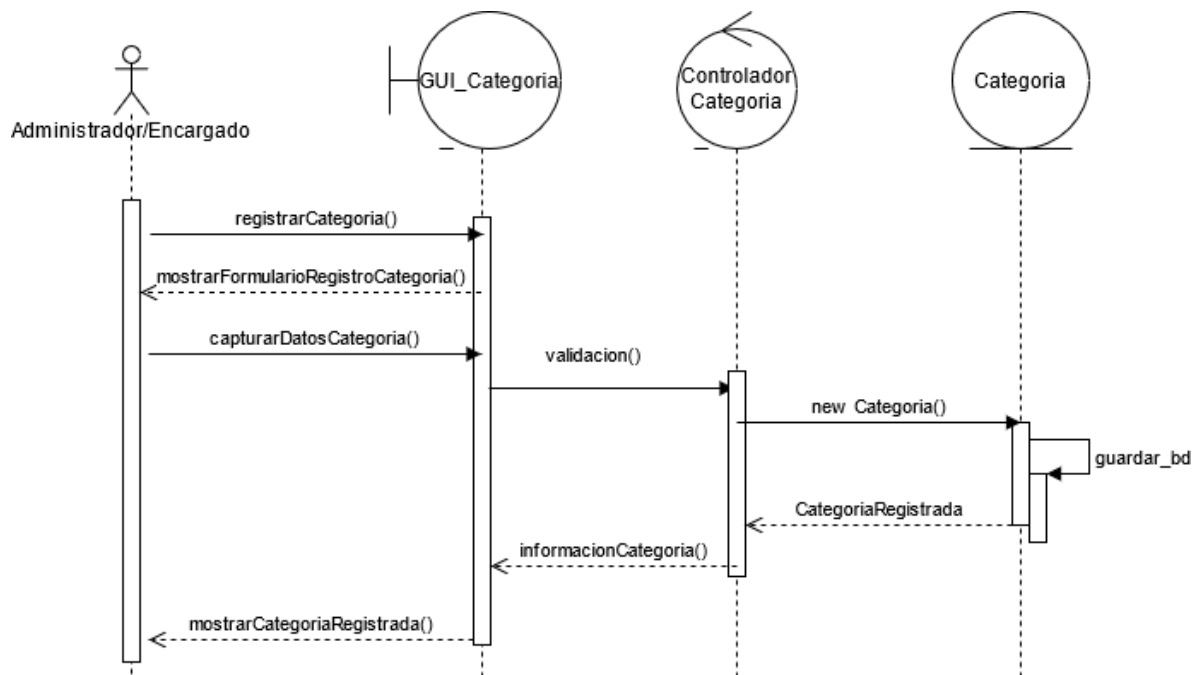 GUI_Categoria
Controlador
Categoria
Categoria
Administrador/Encargado
registrarCategoria()
mostrarFormularioRegistroCategoria()
capturarDatosCategoria()
validacion()
new Categoria()
guardar_bd
CategoriaRegistrada
informacionCategoria()
mostrarCategoriaRegistrada()